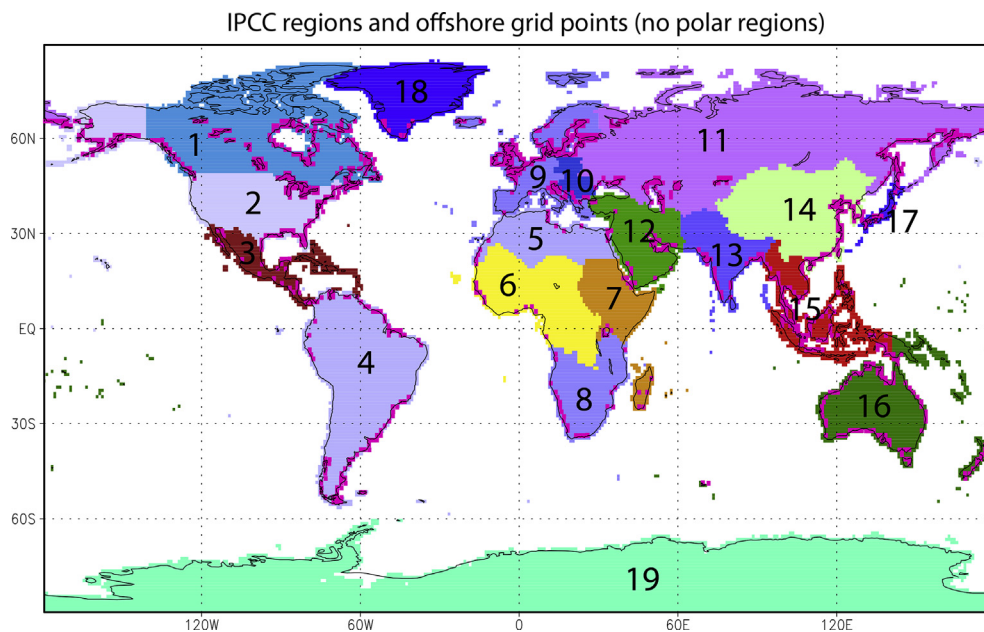 IPCC regions and offshore grid points (no polar regions)
18
60N
1
11
9
10
2
14
17
30N
3
5
12
13
6
7
15
EQ
4
8
16
30S
60S
19
120W
60W
0
60E
120E